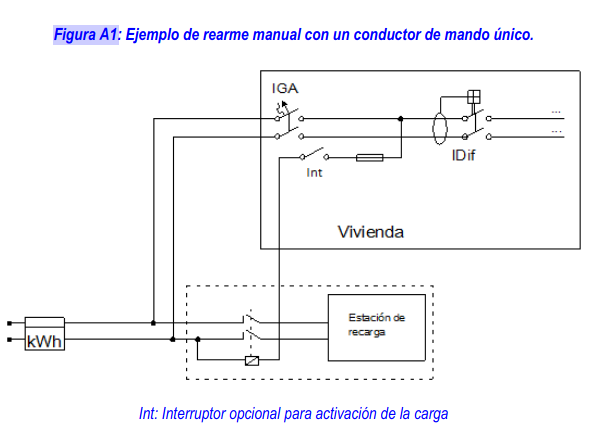 Figura A1: Ejemplo de rearme manual con un conductor de mando único.
IGA
...
...
IDif
Int
Vivienda
Estación de
recarga
kWh
Int: Interruptor opcional para activación de la carga